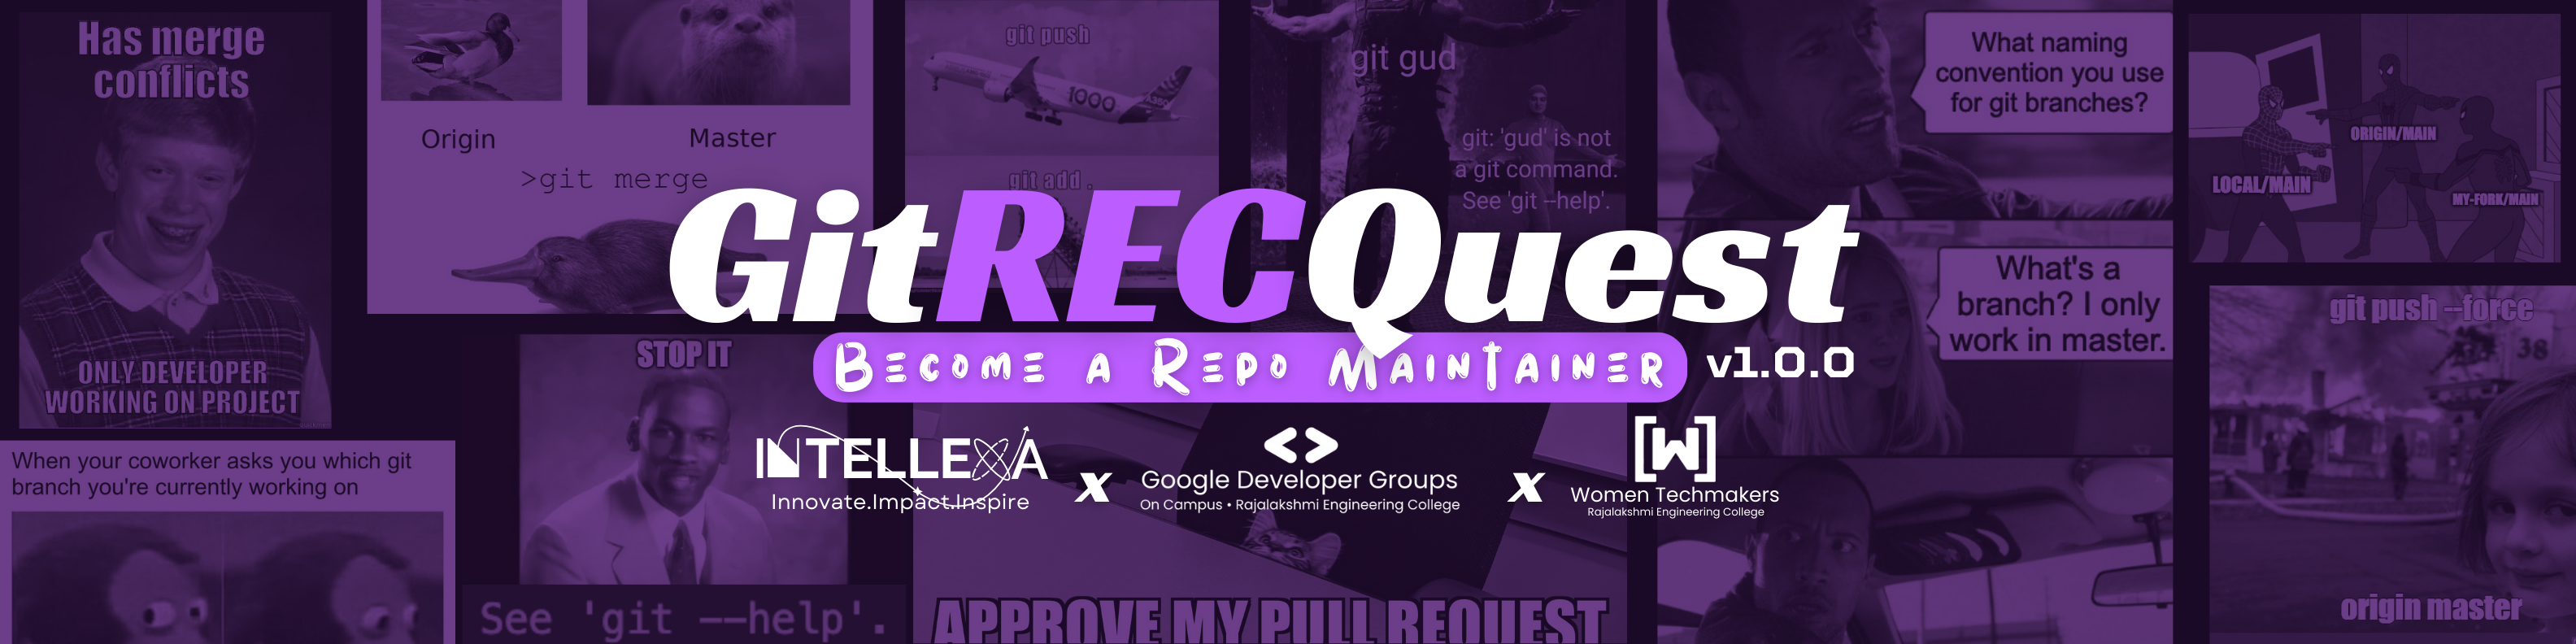 Has merge
conflicts
ONLY DEVELOPER
WORKING ON PROJECT
When your coworker asks you which git
branch you're currently working on
Origin
Master
>git merge
STOP IT
See 'git --help'.
git push
1000
git add .
git gud
git: 'gud' is not
a git command.
See 'git --help'.
What naming
convention you use
for git branches?
What's a
branch? I only
work in master.
ORIGIN/MAIN
LOCAL/MAIN
MY-FORK/MAIN
git push --force
38
origin master
GitRECQuest
BECOME A REPO MAINTAINER v1.0.0
INTELLEXA
Innovate.Impact.Inspire
x
<>
Google Developer Groups
On Campus • Rajalakshmi Engineering College
x
[W]
Women Techmakers
Rajalakshmi Engineering College
APPROVE MY PULL REQUEST